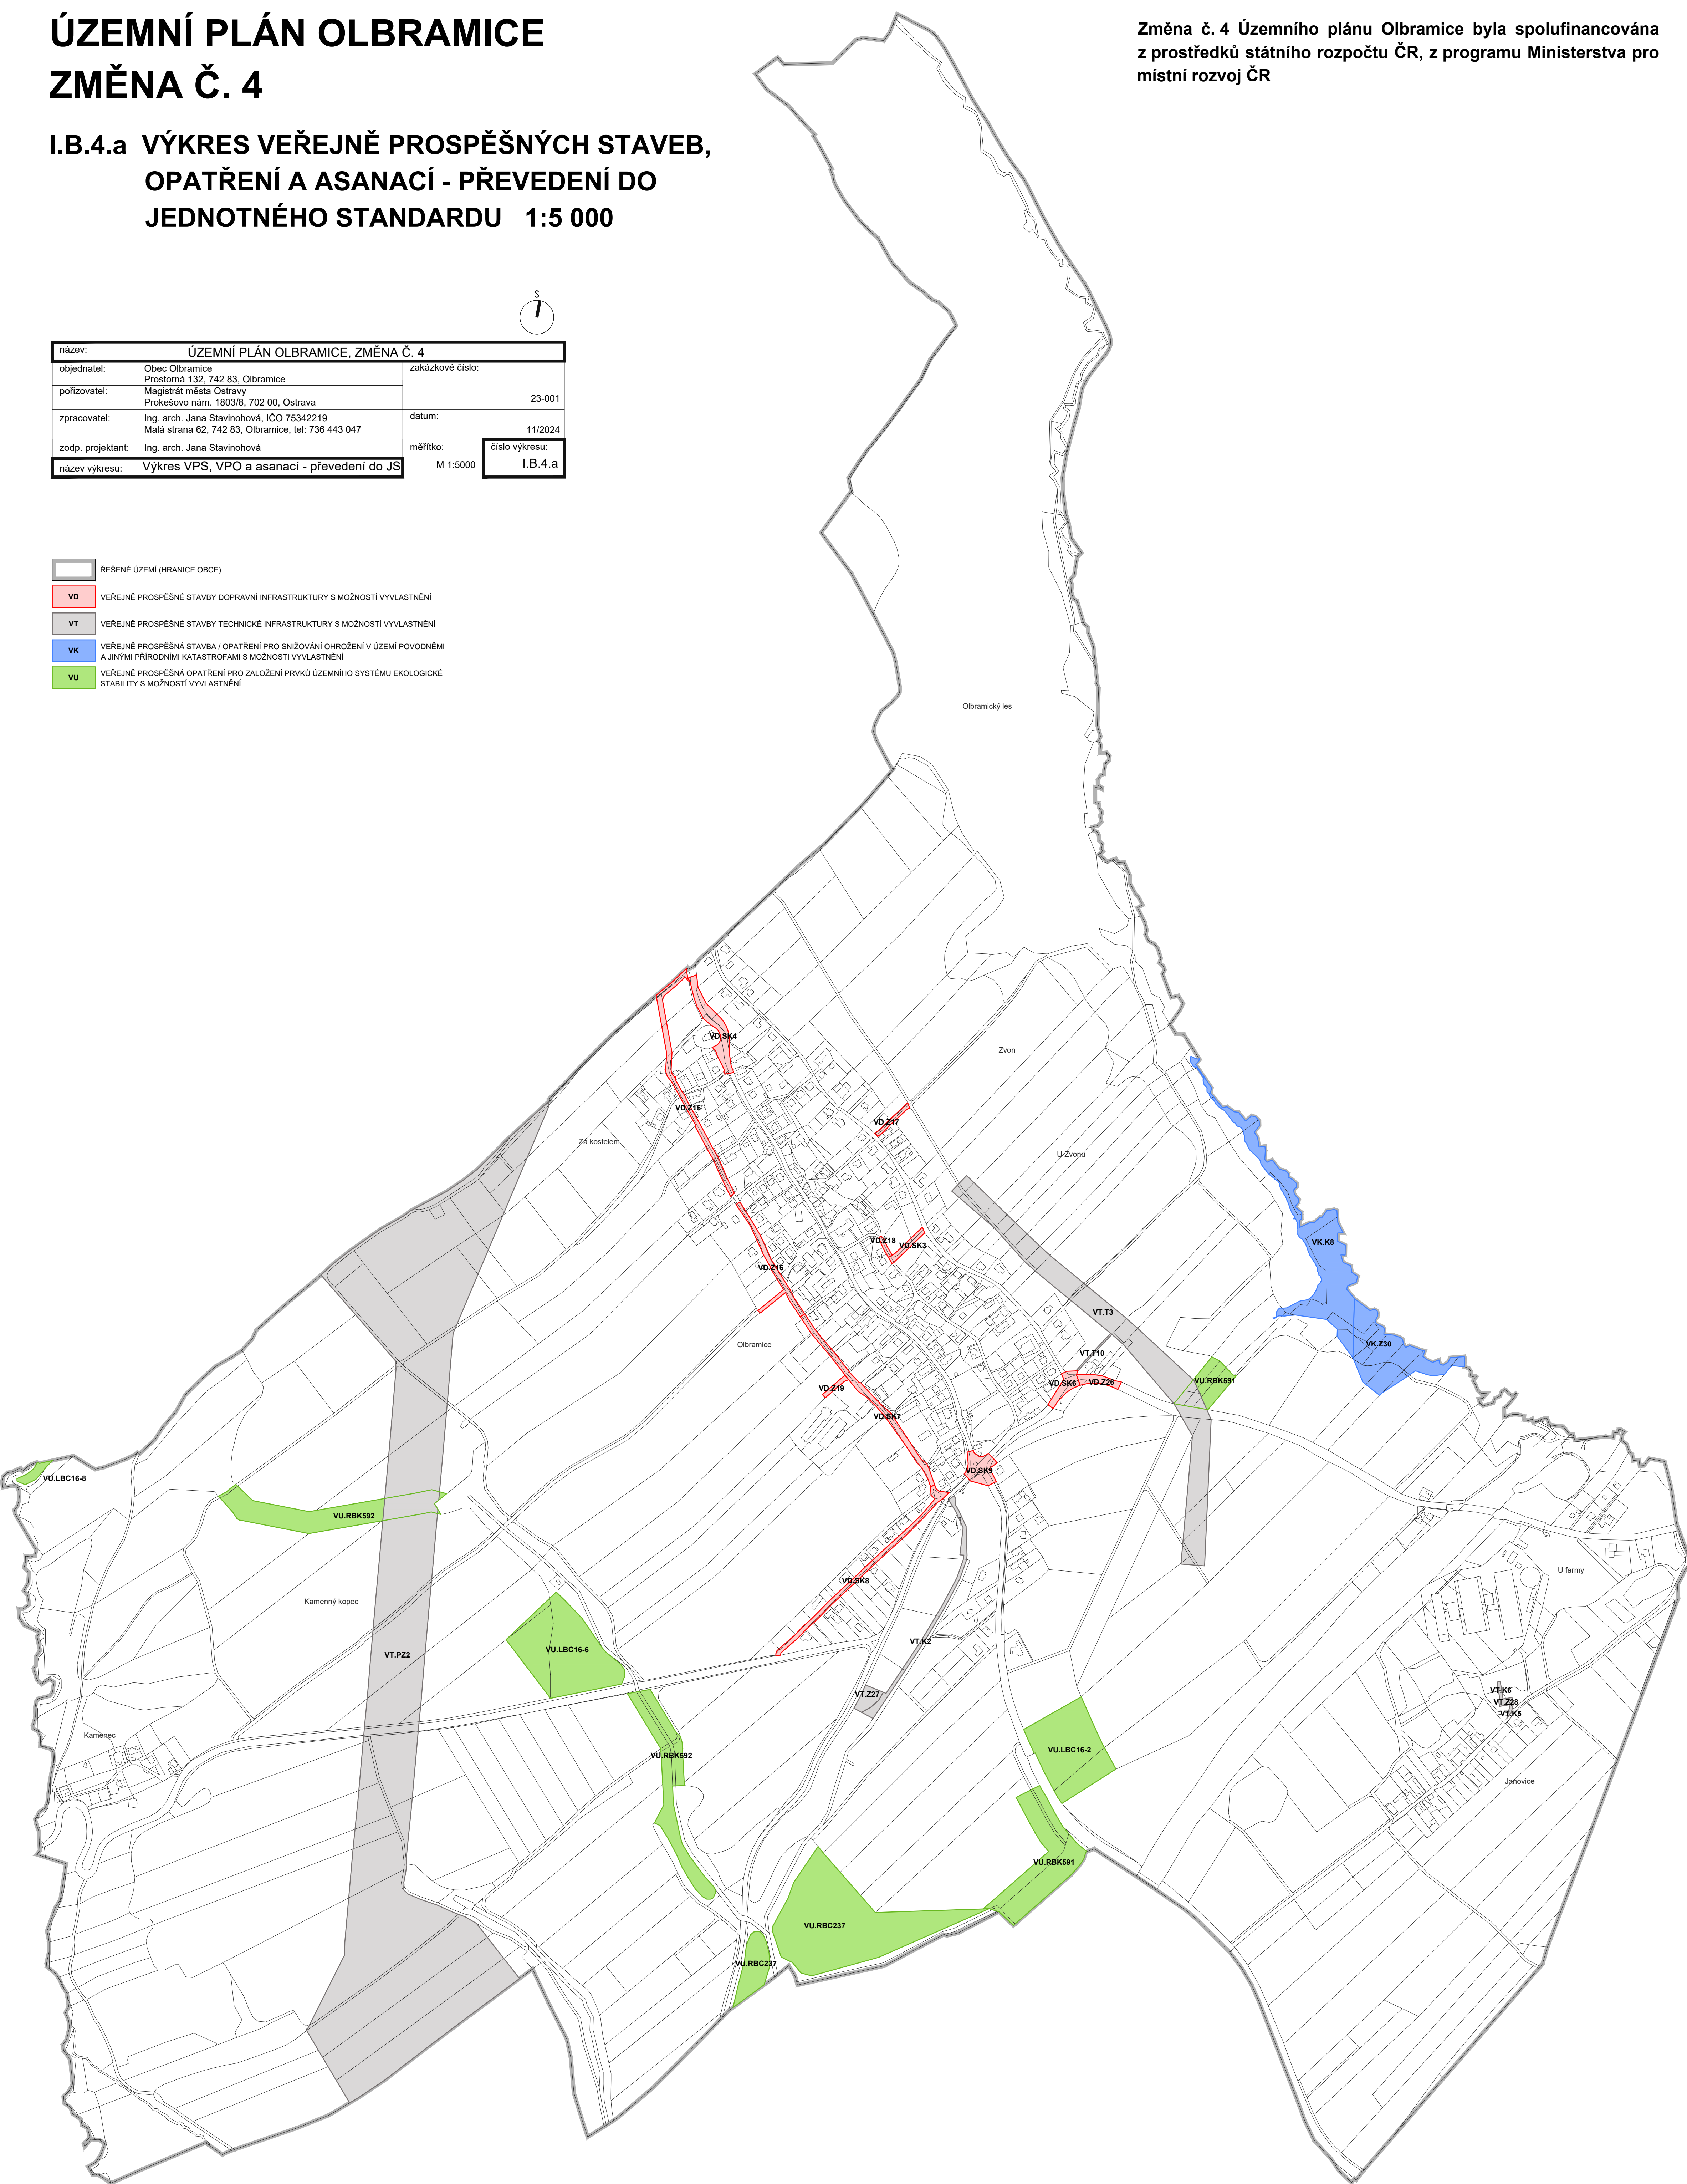 ÚZEMNÍ PLÁN OLBRAMICE
ZMĚNA Č. 4
I.B.4.a VÝKRES VEŘEJNĚ PROSPĚŠNÝCH STAVEB,
OPATŘENÍ A ASANACÍ - PŘEVEDENÍ DO
JEDNOTNÉHO STANDARDU 1:5 000
Změna č. 4 Územního plánu Olbramice byla spolufinancována
z prostředků státního rozpočtu ČR, z programu Ministerstva pro
místní rozvoj ČR
S
název: ÚZEMNÍ PLÁN OLBRAMICE, ZMĚNA Č. 4
objednatel: Obec Olbramice
Prostorná 132, 742 83, Olbramice
zakázkové číslo:
23-001
pořizovatel: Magistrát města Ostravy
Prokešovo nám. 1803/8, 702 00, Ostrava
zpracovatel: Ing. arch. Jana Stavinohová, IČO 75342219
Malá strana 62, 742 83, Olbramice, tel: 736 443 047
datum:
11/2024
zodp. projektant: Ing. arch. Jana Stavinohová
měřítko:
M 1:5000
číslo výkresu:
I.B.4.a
název výkresu: Výkres VPS, VPO a asanací - převedení do JS
ŘEŠENÉ ÚZEMÍ (HRANICE OBCE)
VD VEŘEJNĚ PROSPĚŠNÉ STAVBY DOPRAVNÍ INFRASTRUKTURY S MOŽNOSTÍ VYVLASTNĚNÍ
VT VEŘEJNĚ PROSPĚŠNÉ STAVBY TECHNICKÉ INFRASTRUKTURY S MOŽNOSTÍ VYVLASTNĚNÍ
VK VEŘEJNĚ PROSPĚŠNÁ STAVBA / OPATŘENÍ PRO SNIŽOVÁNÍ OHROŽENÍ V ÚZEMÍ POVODNĚMI
A JINÝMI PŘÍRODNÍMI KATASTROFAMI S MOŽNOSTI VYVLASTNĚNÍ
VU VEŘEJNĚ PROSPĚŠNÁ OPATŘENÍ PRO ZALOŽENÍ PRVKŮ ÚZEMNÍHO SYSTÉMU EKOLOGICKÉ
STABILITY S MOŽNOSTÍ VYVLASTNĚNÍ
Olbramický les
VD.SK4
Zvon
VD.Z15
VD.Z17
Za kostelem
U Zvonu
VD.Z18
VD.SK3
VK.K8
VD.Z16
VT.T3
Olbramice
VK.Z30
VT.T10
VD.SK6
VD.Z26
VU.RBK591
VD.Z19
VD.SK7
VD.SK9
VU.LBC16-8
VU.RBK592
U farmy
VD.SK8
Kamenný kopec
VT.K2
VU.LBC16-6
VT.PZ2
VT.K6
VT.Z27
VT.Z28
VT.K5
Kamenec
VU.LBC16-2
VU.RBK592
Janovice
VU.RBK591
VU.RBC237
VU.RBC237